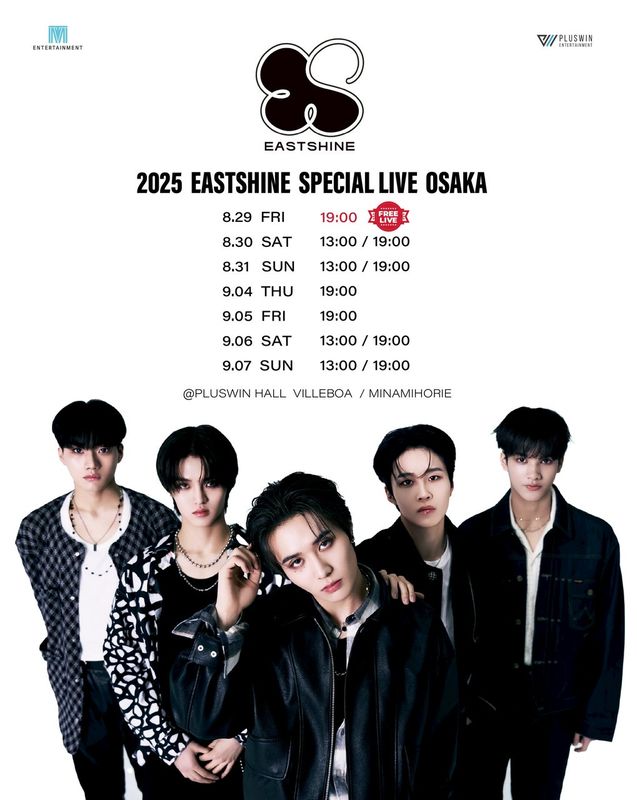 ENTERTAINMENT
PLUSWIN
ENTERTAINMENT
EASTSHINE
2025 EASTSHINE SPECIAL LIVE OSAKA
8.29 FRI 19:00 FREE LIVE
8.30 SAT 13:00 / 19:00
8.31 SUN 13:00 / 19:00
9.04 THU 19:00
9.05 FRI 19:00
9.06 SAT 13:00 / 19:00
9.07 SUN 13:00 / 19:00
@PLUSWIN HALL VILLEBOA / MINAMIHORIE